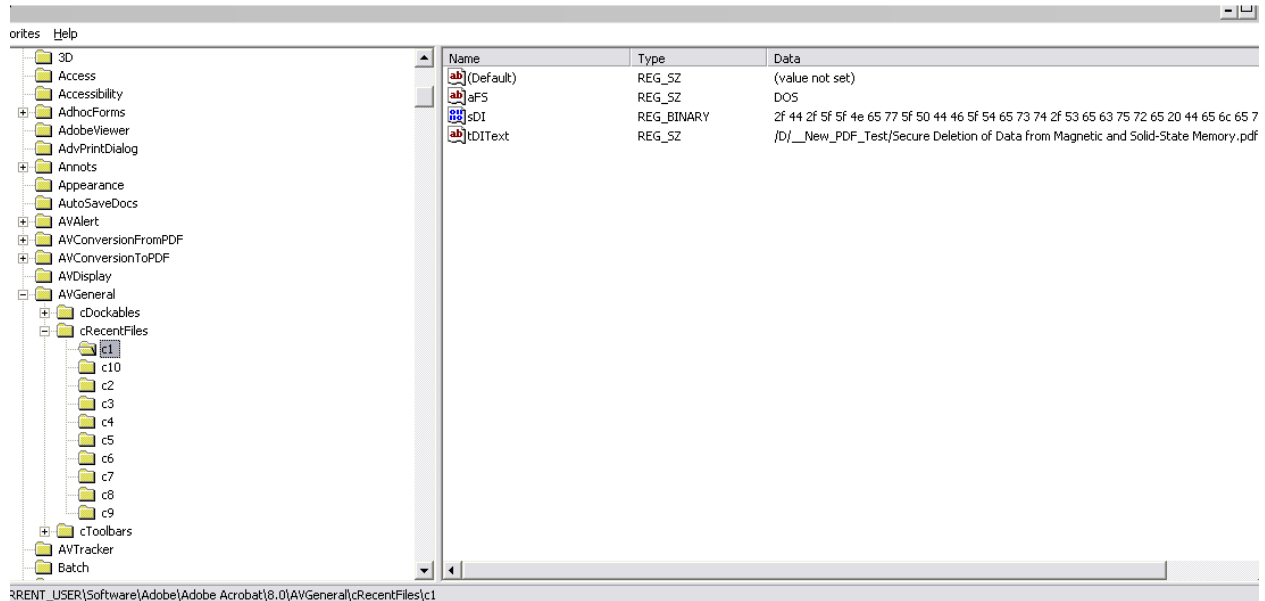 orites Help
3D
Access
Accessibility
AdhocForms
AdobeViewer
AdvPrintDialog
Annots
Appearance
AutoSaveDocs
AVAlert
AVConversionFromPDF
AVConversionToPDF
AVDisplay
AVGeneral
cDockables
cRecentFiles
c1
c10
c2
c3
c4
c5
c6
c7
c8
c9
cToolbars
AVTracker
Batch
Name Type Data
(Default) REG_SZ (value not set)
aFS REG_SZ DOS
sDI REG_BINARY 2f 44 2f 5f 5f 4e 65 77 5f 50 44 46 5f 54 65 73 74 2f 53 65 63 75 72 65 20 44 65 6c 65 7
tDIText REG_SZ /D/__New_PDF_Test/Secure Deletion of Data from Magnetic and Solid-State Memory.pdf
RRENT_USER\Software\Adobe\Adobe Acrobat\8.0\AVGeneral\cRecentFiles\c1